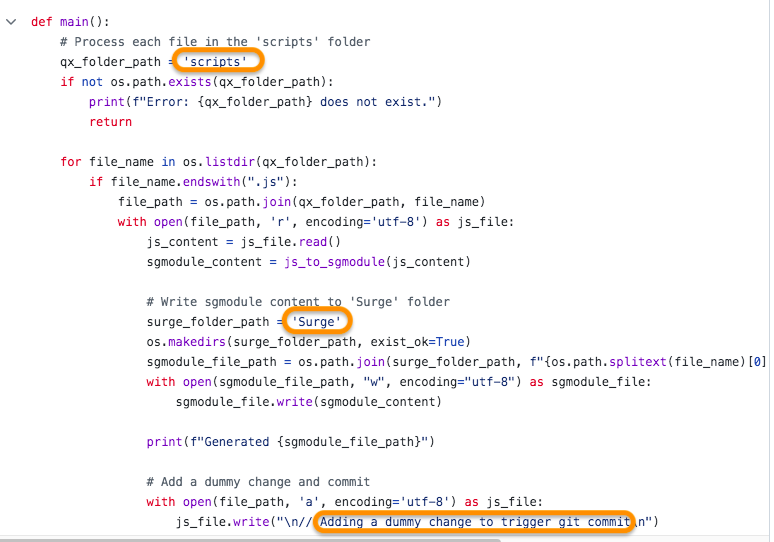 def main():
    # Process each file in the 'scripts' folder
    qx_folder_path = 'scripts'
    if not os.path.exists(qx_folder_path):
        print(f"Error: {qx_folder_path} does not exist.")
        return

    for file_name in os.listdir(qx_folder_path):
        if file_name.endswith(".js"):
            file_path = os.path.join(qx_folder_path, file_name)
            with open(file_path, 'r', encoding='utf-8') as js_file:
                js_content = js_file.read()
                sgmodule_content = js_to_sgmodule(js_content)

                # Write sgmodule content to 'Surge' folder
                surge_folder_path = 'Surge'
                os.makedirs(surge_folder_path, exist_ok=True)
                sgmodule_file_path = os.path.join(surge_folder_path, f"{os.path.splitext(file_name)[0]
                with open(sgmodule_file_path, "w", encoding="utf-8") as sgmodule_file:
                    sgmodule_file.write(sgmodule_content)

                print(f"Generated {sgmodule_file_path}")

                # Add a dummy change and commit
                with open(file_path, 'a', encoding='utf-8') as js_file:
                    js_file.write("\n// Adding a dummy change to trigger git commit\n")